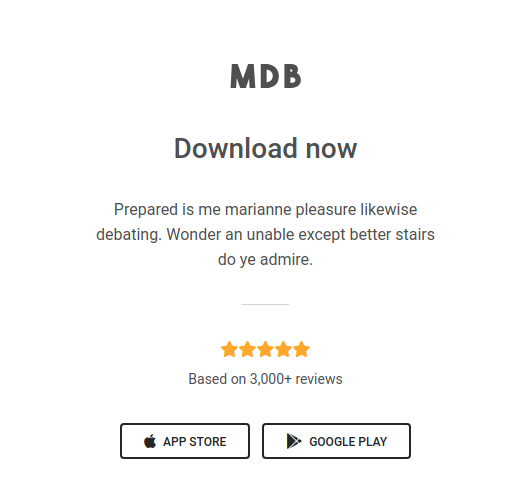 MDB
Download now
Prepared is me marianne pleasure likewise
debating. Wonder an unable except better stairs
do ye admire.
Based on 3,000+ reviews
APP STORE
GOOGLE PLAY